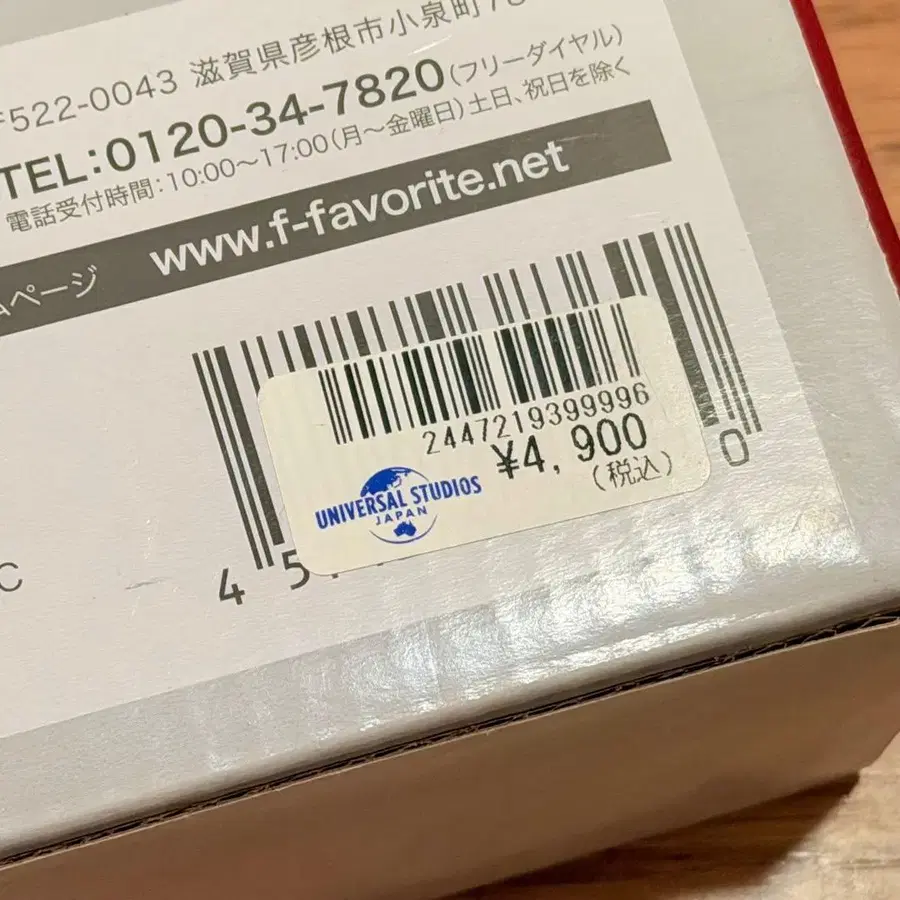 〒522-0043 滋賀県彦根市小泉町78
TEL:0120-34-7820(フリーダイヤル)
電話受付時間:10:00〜17:00(月〜金曜日)土日、祝日を除く
ムページ www.f-favorite.net
2447219399996
¥4,900
(税込)
UNIVERSAL STUDIOS
JAPAN
4 5 0
C